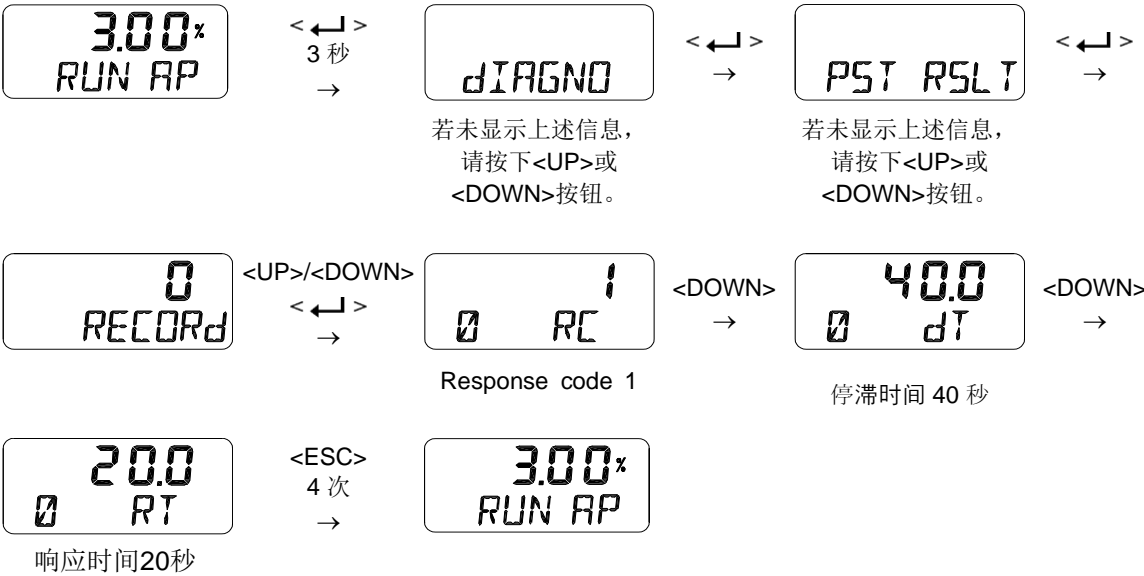 3.00%
RUN AP
< ↵ >
3 秒
→
dIAGNO
若未显示上述信息，
请按下<UP>或
<DOWN>按钮。
< ↵ >
→
PST RSLT
若未显示上述信息，
请按下<UP>或
<DOWN>按钮。
< ↵ >
→
0
RECORd
<UP>/<DOWN>
< ↵ >
→
1
0 RC
Response code 1
<DOWN>
→
40.0
0 dT
停滞时间 40 秒
<DOWN>
→
20.0
0 RT
响应时间20秒
<ESC>
4 次
→
3.00%
RUN AP